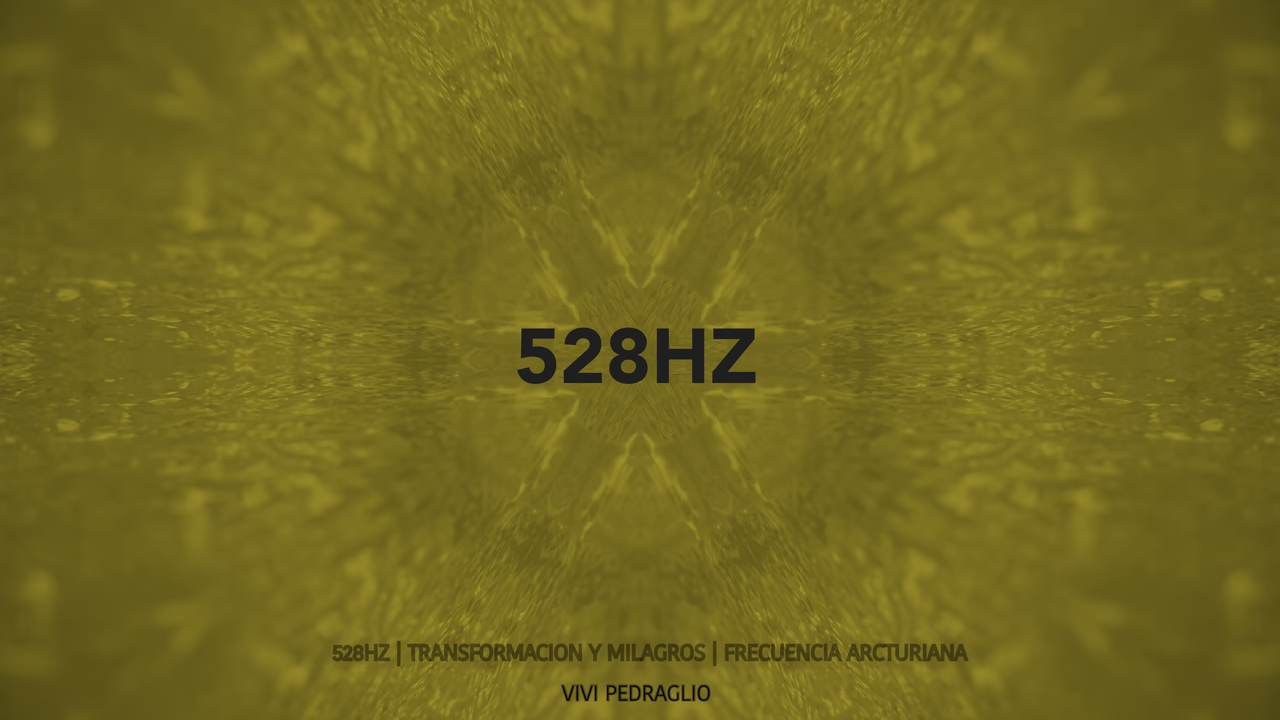 528HZ
528HZ | TRANSFORMACION Y MILAGROS | FRECUENCIA ARCTURIANA
VIVI PEDRAGLIO